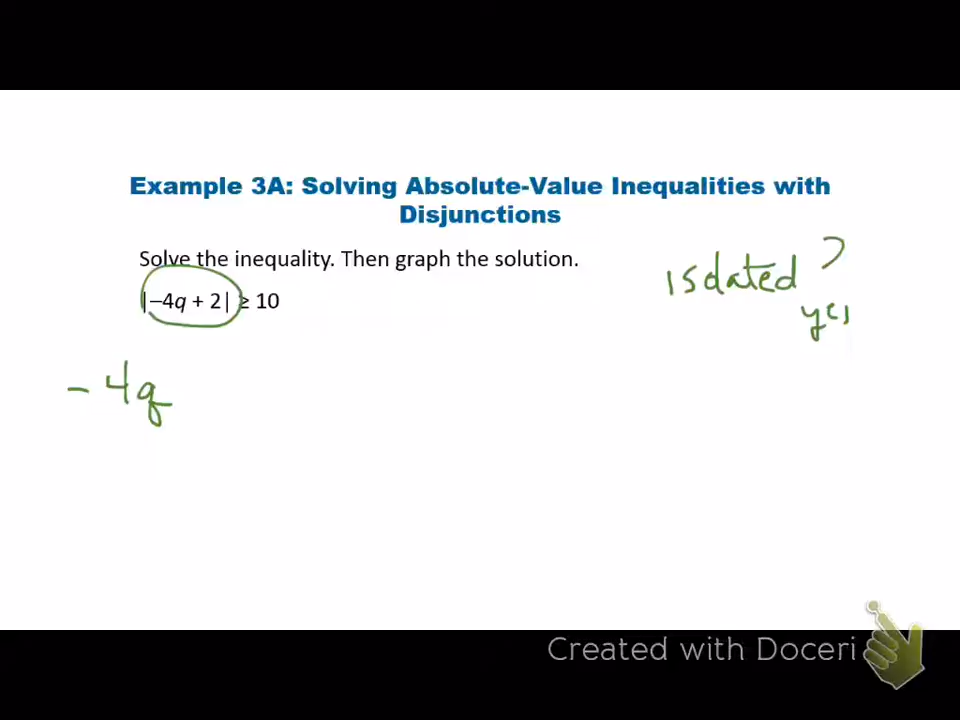 Example 3A: Solving Absolute-Value Inequalities with
Disjunctions
Solve the inequality. Then graph the solution.
|–4q + 2| ≥ 10
isolated ?
yes
- 4q
Created with Doceri